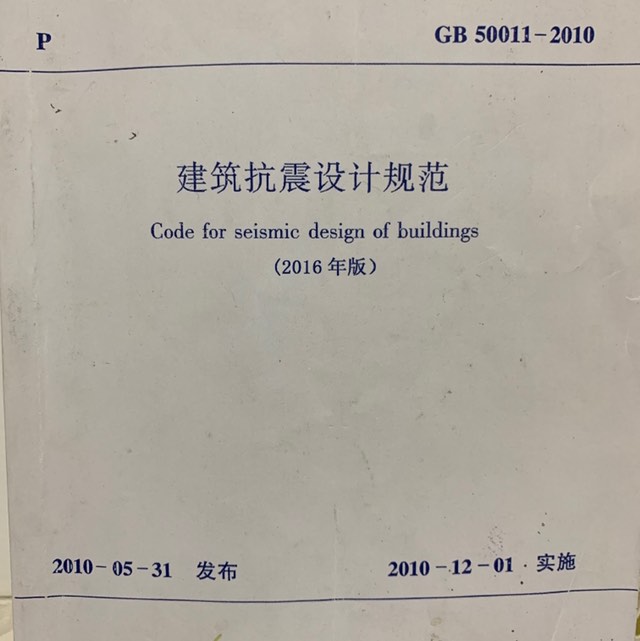 P
GB 50011-2010
建筑抗震设计规范
Code for seismic design of buildings
(2016年版)
2010-05-31 发布
2010-12-01 实施